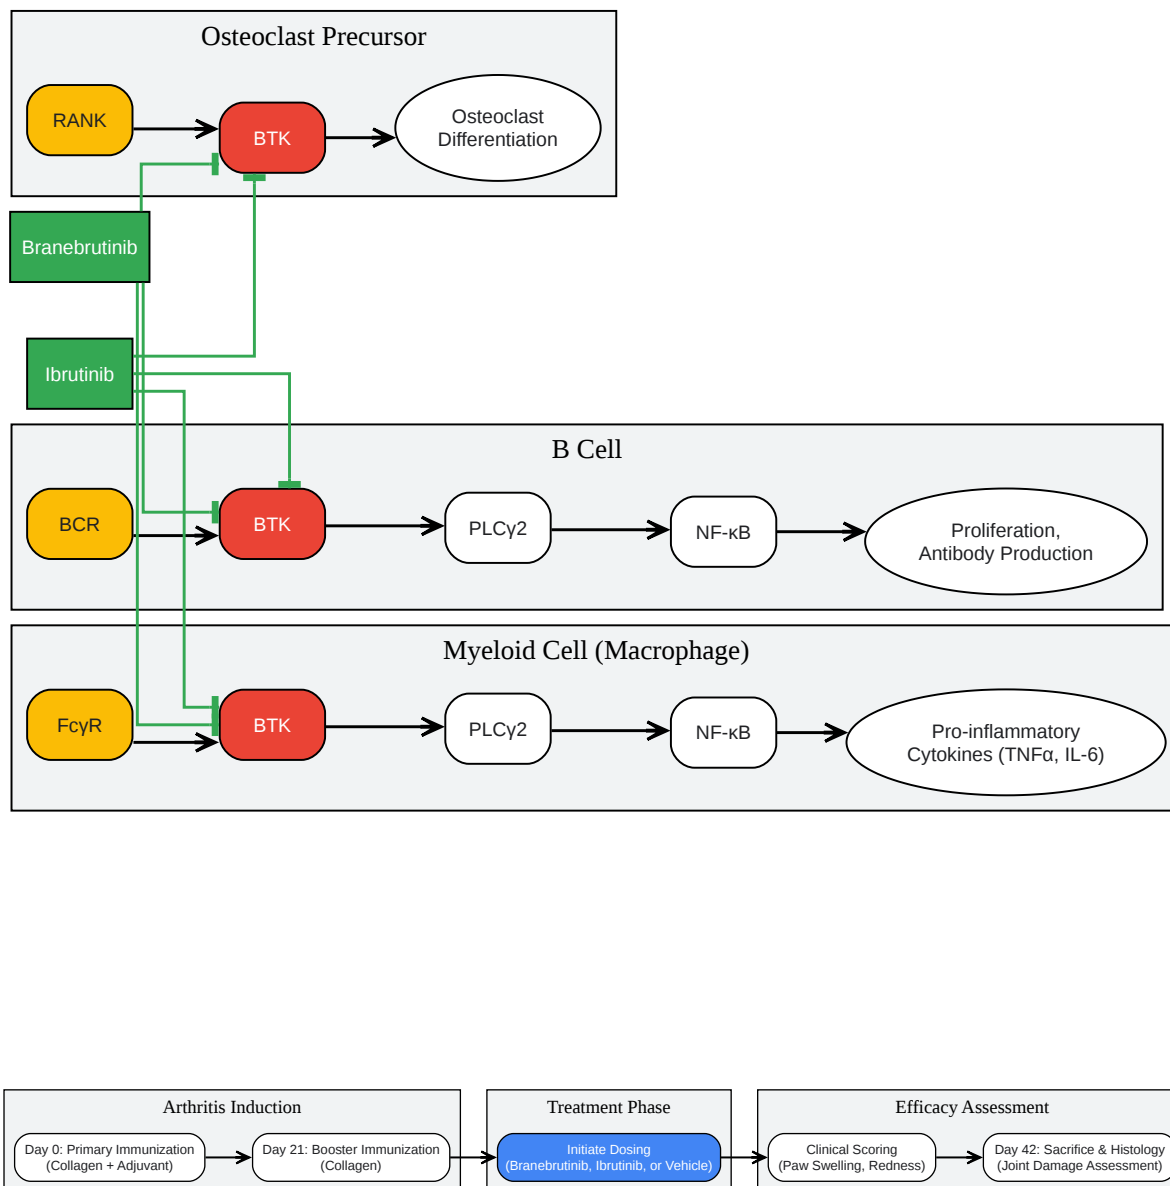 Osteoclast Precursor
RANK
BTK
Osteoclast
Differentiation
Branebrutinib
Ibrutinib
B Cell
BCR
BTK
PLCγ2
NF-κB
Proliferation,
Antibody Production
Myeloid Cell (Macrophage)
FcγR
BTK
PLCγ2
NF-κB
Pro-inflammatory
Cytokines (TNFα, IL-6)
Arthritis Induction
Day 0: Primary Immunization
(Collagen + Adjuvant)
Day 21: Booster Immunization
(Collagen)
Treatment Phase
Initiate Dosing
(Branebrutinib, Ibrutinib, or Vehicle)
Efficacy Assessment
Clinical Scoring
(Paw Swelling, Redness)
Day 42: Sacrifice & Histology
(Joint Damage Assessment)